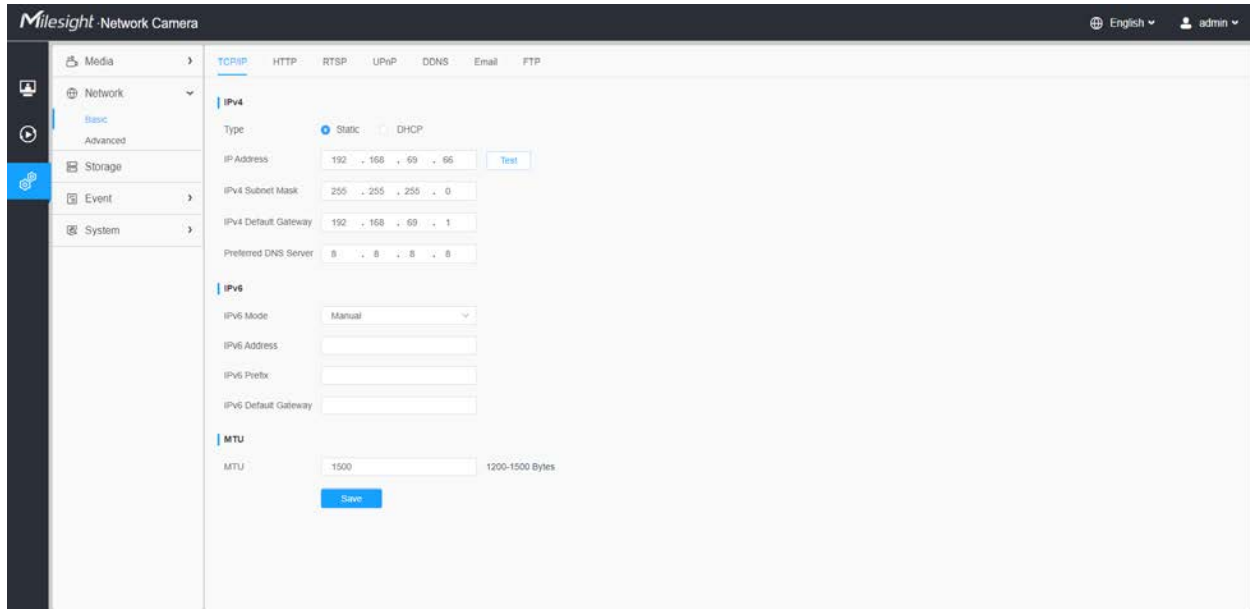 Milesight -Network Camera
English
admin
Media
Network
Basic
Advanced
Storage
Event
System
TCP/IP HTTP RTSP UPnP DDNS Email FTP
IPv4
Type Static DHCP
IP Address 192 . 168 . 69 . 66 Test
IPv4 Subnet Mask 255 . 255 . 255 . 0
IPv4 Default Gateway 192 . 168 . 69 . 1
Preferred DNS Server 8 . 8 . 8 . 8
IPv6
IPv6 Mode Manual
IPv6 Address
IPv6 Prefix
IPv6 Default Gateway
MTU
MTU 1500 1200-1500 Bytes
Save